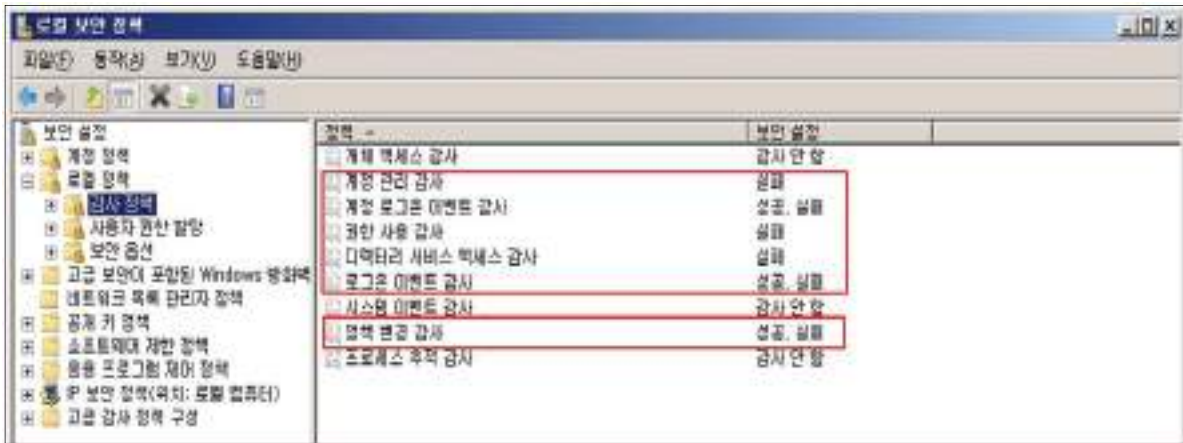 로컬 보안 정책
파일(F) 동작(A) 보기(V) 도움말(H)
보안 설정
계정 정책
로컬 정책
감사 정책
사용자 권한 할당
보안 옵션
고급 보안이 포함된 Windows 방화벽
네트워크 목록 관리자 정책
공개 키 정책
소프트웨어 제한 정책
응용 프로그램 제어 정책
IP 보안 정책(위치: 로컬 컴퓨터)
고급 감사 정책 구성
정책 보안 설정
개체 액세스 감사 감사 안 함
계정 관리 감사 실패
계정 로그온 이벤트 감사 성공, 실패
권한 사용 감사 실패
디렉터리 서비스 액세스 감사 실패
로그온 이벤트 감사 성공, 실패
시스템 이벤트 감사 감사 안 함
정책 변경 감사 성공, 실패
프로세스 추적 감사 감사 안 함